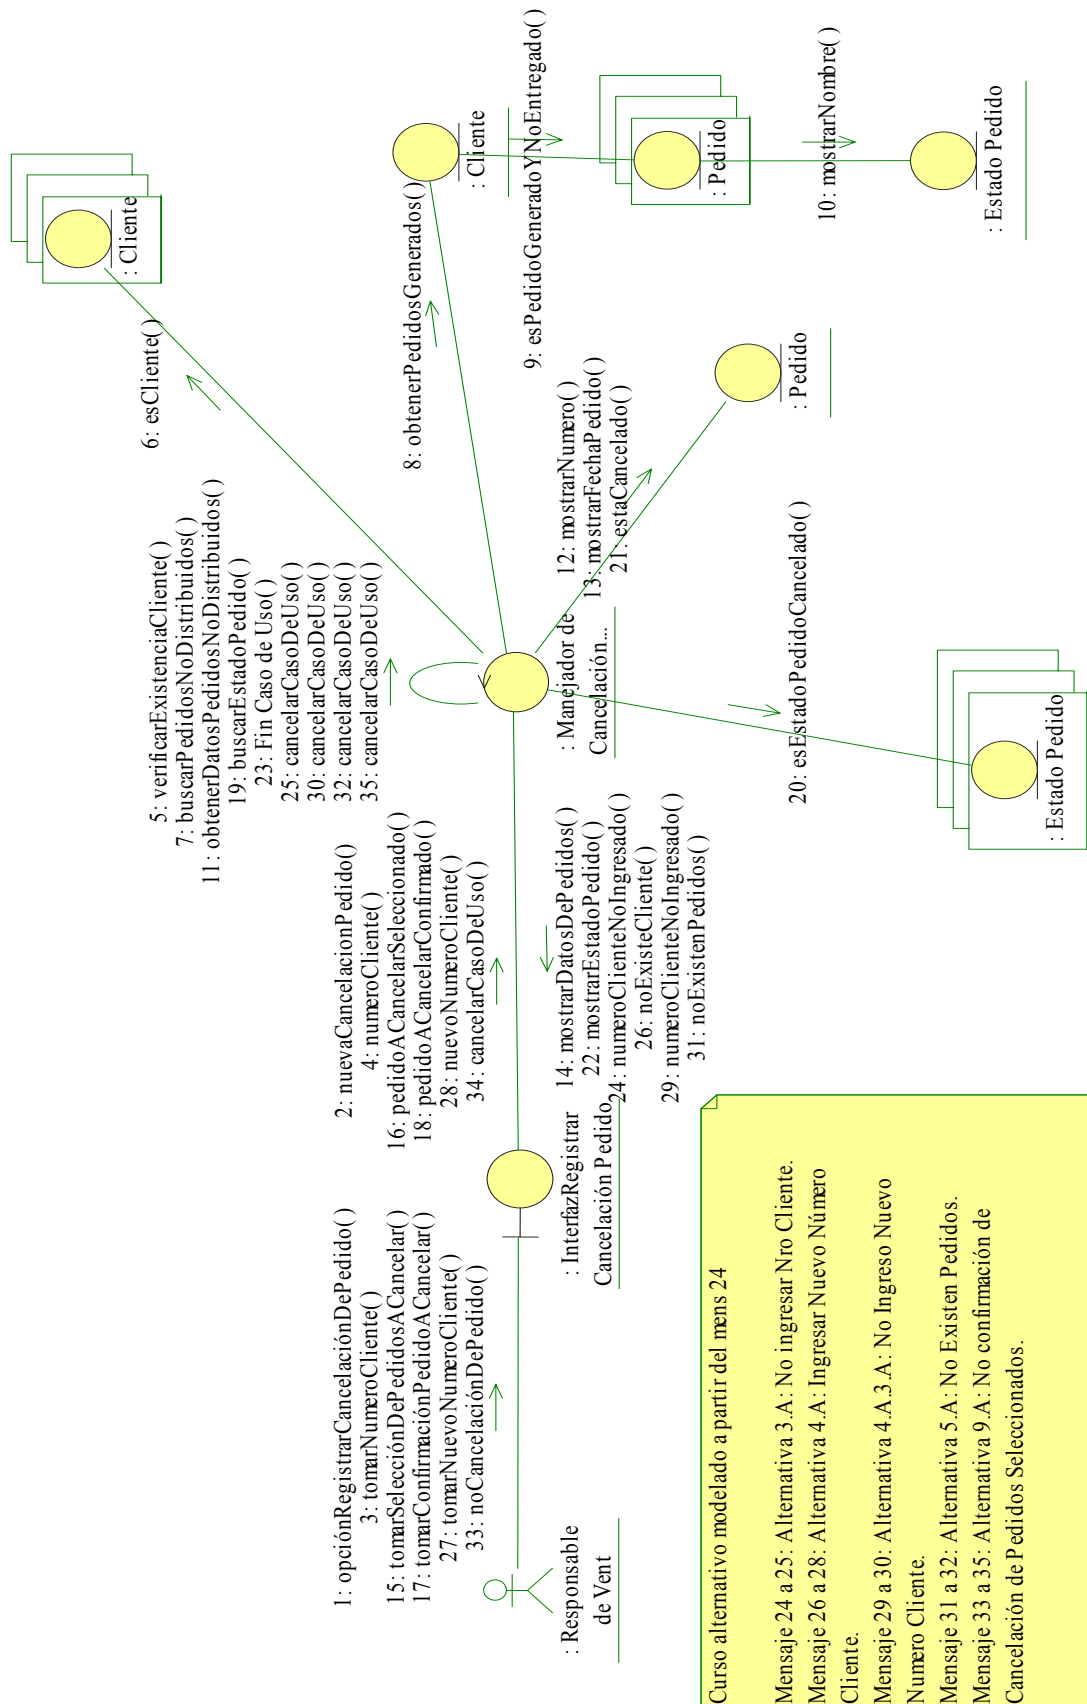 1: opciónRegistrarCancelaciónDePedido( )
3: tomarNumeroCliente( )
15: tomarSelecciónDePedidosACancelar( )
17: tomarConfirmaciónPedidoACancelar( )
27: tomarNuevoNumeroCliente( )
33: noCancelaciónDePedido( )
: Responsable
de Vent
2: nuevaCancelacionPedido( )
4: numeroCliente( )
16: pedidoACancelarSeleccionado( )
18: pedidoACancelarConfirmado( )
28: nuevoNumeroCliente( )
34: cancelarCasoDeUso( )
: InterfazRegistrar
Cancelación Pedido
14: mostrarDatosDePedidos( )
22: mostrarEstadoPedido( )
24: numeroClienteNoIngresado( )
26: noExisteCliente( )
29: numeroClienteNoIngresado( )
31: noExistenPedidos( )
5: verificarExistenciaCliente( )
7: buscarPedidosNoDistribuidos( )
11: obtenerDatosPedidosNoDistribuidos( )
19: buscarEstadoPedido( )
23: Fin Caso de Uso( )
25: cancelarCasoDeUso( )
30: cancelarCasoDeUso( )
32: cancelarCasoDeUso( )
35: cancelarCasoDeUso( )
: Manejador de
Cancelación...
6: esCliente( )
: Cliente
8: obtenerPedidosGenerados( )
: Cliente
9: esPedidoGeneradoYNoEntregado( )
: Pedido
10: mostrarNombre( )
: Estado Pedido
12: mostrarNumero( )
13: mostrarFechaPedido( )
21: estaCancelado( )
: Pedido
20: esEstadoPedidoCancelado( )
: Estado Pedido
Curso alternativo modelado a partir del mens 24
Mensaje 24 a 25: Alternativa 3.A: No ingresar Nro Cliente.
Mensaje 26 a 28: Alternativa 4.A: Ingresar Nuevo Número
Cliente.
Mensaje 29 a 30: Alternativa 4.A.3.A: No Ingreso Nuevo
Numero Cliente.
Mensaje 31 a 32: Alternativa 5.A: No Existen Pedidos.
Mensaje 33 a 35: Alternativa 9.A: No confirmación de
Cancelación de Pedidos Seleccionados.